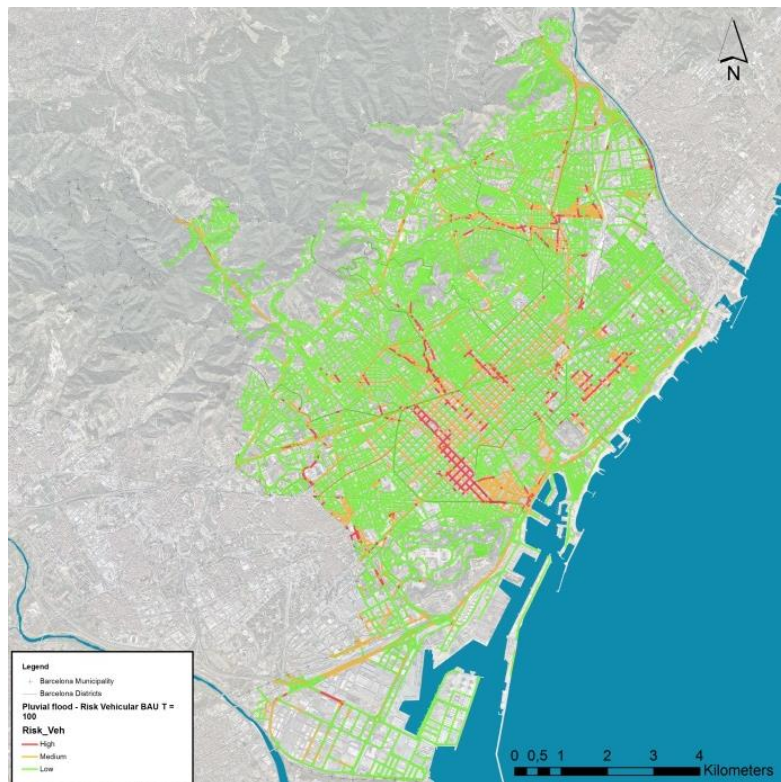 N
Legend
Barcelona Municipality
Barcelona Districts
Pluvial flood - Risk Vehicular BAU T =
100
Risk_Veh
High
Medium
Low
0 0,5 1 2 3 4
Kilometers